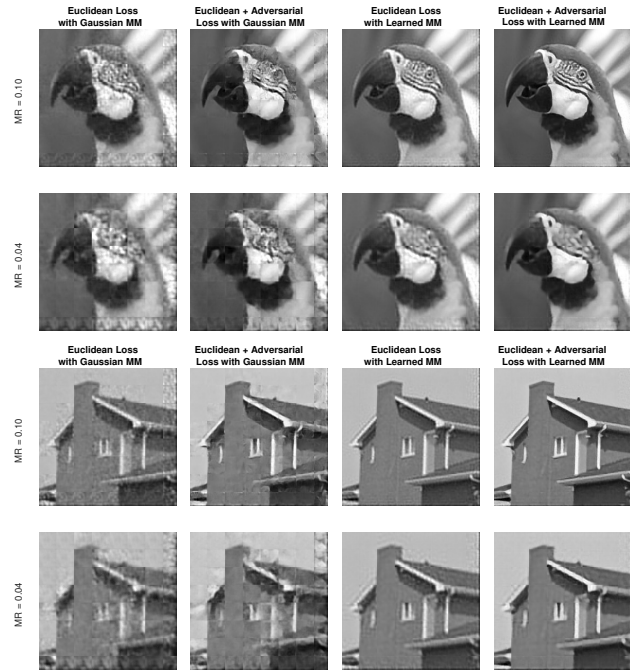 Euclidean Loss
with Gaussian MM
Euclidean + Adversarial
Loss with Gaussian MM
Euclidean Loss
with Learned MM
Euclidean + Adversarial
Loss with Learned MM
MR = 0.10
MR = 0.04
Euclidean Loss
with Gaussian MM
Euclidean + Adversarial
Loss with Gaussian MM
Euclidean Loss
with Learned MM
Euclidean + Adversarial
Loss with Learned MM
MR = 0.10
MR = 0.04